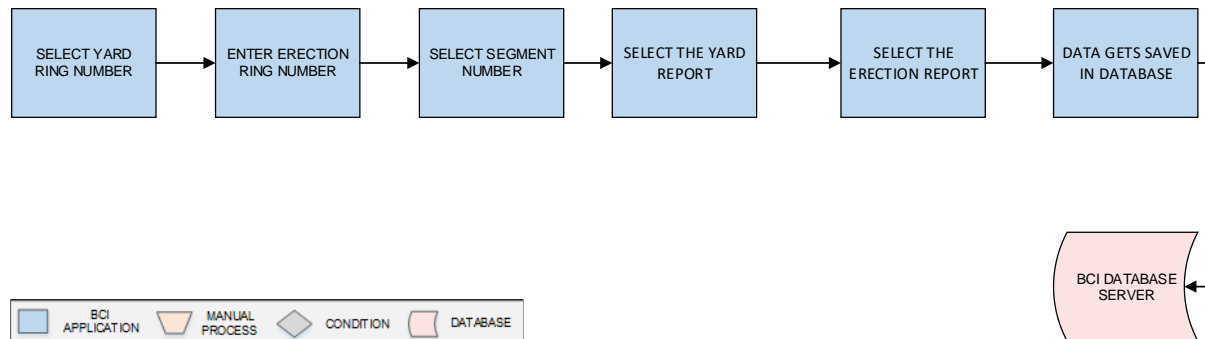 SELECT YARD
RING NUMBER
ENTER ERECTION
RING NUMBER
SELECT SEGMENT
NUMBER
SELECT THE YARD
REPORT
SELECT THE
ERECTION REPORT
DATA GETS SAVED
IN DATABASE
BCI DATABASE
SERVER
BCI
APPLICATION
MANUAL
PROCESS
CONDITION
DATABASE